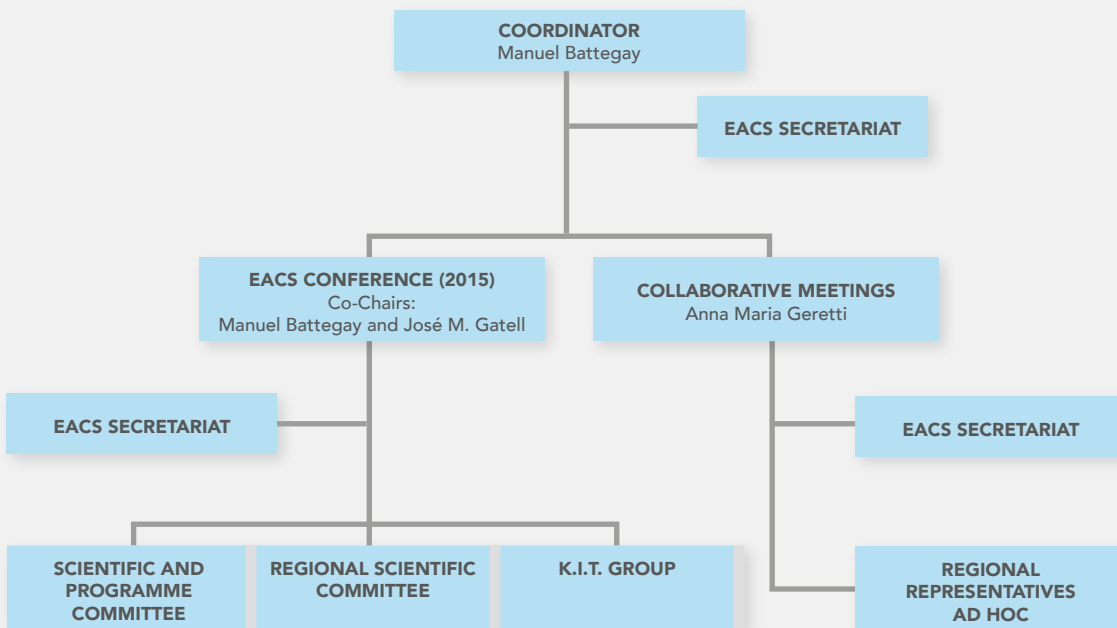 COORDINATOR
Manuel Battegay
EACS SECRETARIAT
EACS CONFERENCE (2015)
Co-Chairs:
Manuel Battegay and José M. Gatell
COLLABORATIVE MEETINGS
Anna Maria Geretti
EACS SECRETARIAT
EACS SECRETARIAT
SCIENTIFIC AND
PROGRAMME
COMMITTEE
REGIONAL SCIENTIFIC
COMMITTEE
K.I.T. GROUP
REGIONAL
REPRESENTATIVES
AD HOC